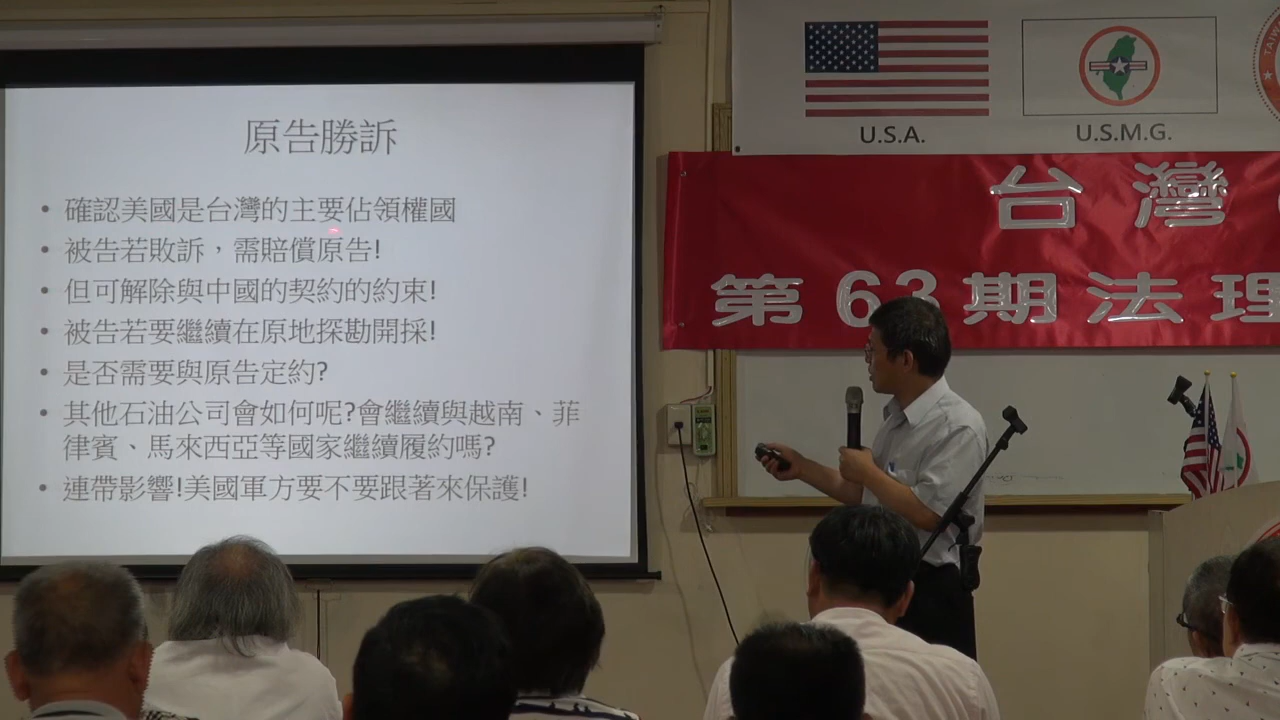 原告勝訴
• 確認美國是台灣的主要佔領權國
• 被告若敗訴，需賠償原告!
• 但可解除與中國的契約的約束!
• 被告若要繼續在原地探勘開採!
• 是否需要與原告定約?
• 其他石油公司會如何呢?會繼續與越南、菲
律賓、馬來西亞等國家繼續履約嗎?
• 連帶影響!美國軍方要不要跟著來保護!
U.S.A.
U.S.M.G.
台灣
第63期法理